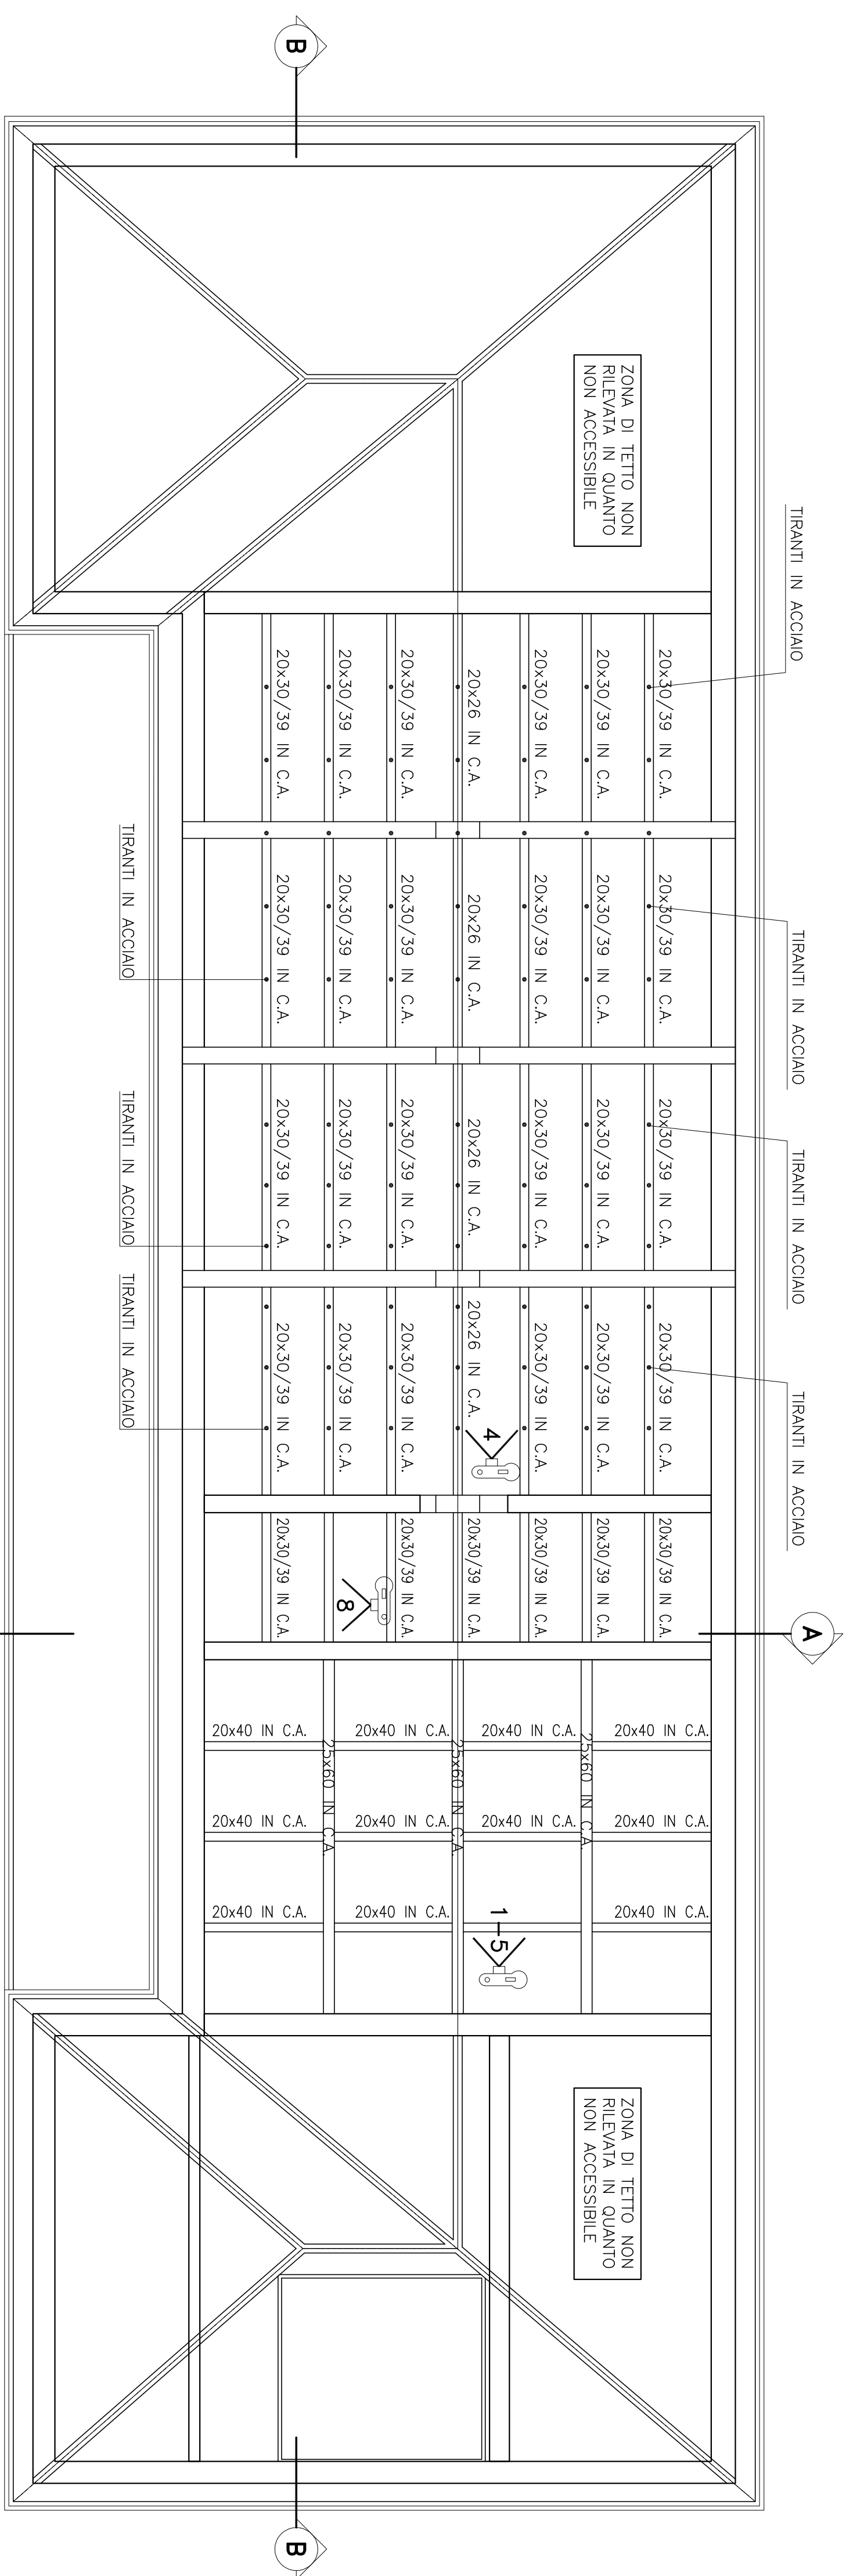 B
ZONA DI TETTO NON
RILEVATA IN QUANTO
NON ACCESSIBILE
TIRANTI IN ACCIAIO
20x30/39 IN C.A.
20x30/39 IN C.A.
20x30/39 IN C.A.
20x26 IN C.A.
20x30/39 IN C.A.
20x30/39 IN C.A.
20x30/39 IN C.A.
TIRANTI IN ACCIAIO
20x30/39 IN C.A.
20x30/39 IN C.A.
20x30/39 IN C.A.
20x26 IN C.A.
20x30/39 IN C.A.
20x30/39 IN C.A.
20x30/39 IN C.A.
TIRANTI IN ACCIAIO
TIRANTI IN ACCIAIO
20x30/39 IN C.A.
20x30/39 IN C.A.
20x30/39 IN C.A.
20x26 IN C.A.
20x30/39 IN C.A.
20x30/39 IN C.A.
20x30/39 IN C.A.
TIRANTI IN ACCIAIO
TIRANTI IN ACCIAIO
20x30/39 IN C.A.
20x30/39 IN C.A.
20x30/39 IN C.A.
20x26 IN C.A.
20x30/39 IN C.A.
20x30/39 IN C.A.
20x30/39 IN C.A.
TIRANTI IN ACCIAIO
4
20x30/39 IN C.A.
20x30/39 IN C.A.
20x30/39 IN C.A.
20x30/39 IN C.A.
20x30/39 IN C.A.
20x30/39 IN C.A.
8
A
20x40 IN C.A.
20x40 IN C.A.
20x40 IN C.A.
20x40 IN C.A.
25x60 IN C.A.
25x60 IN C.A.
25x60 IN C.A.
20x40 IN C.A.
20x40 IN C.A.
20x40 IN C.A.
20x40 IN C.A.
20x40 IN C.A.
20x40 IN C.A.
20x40 IN C.A.
1-5
ZONA DI TETTO NON
RILEVATA IN QUANTO
NON ACCESSIBILE
B